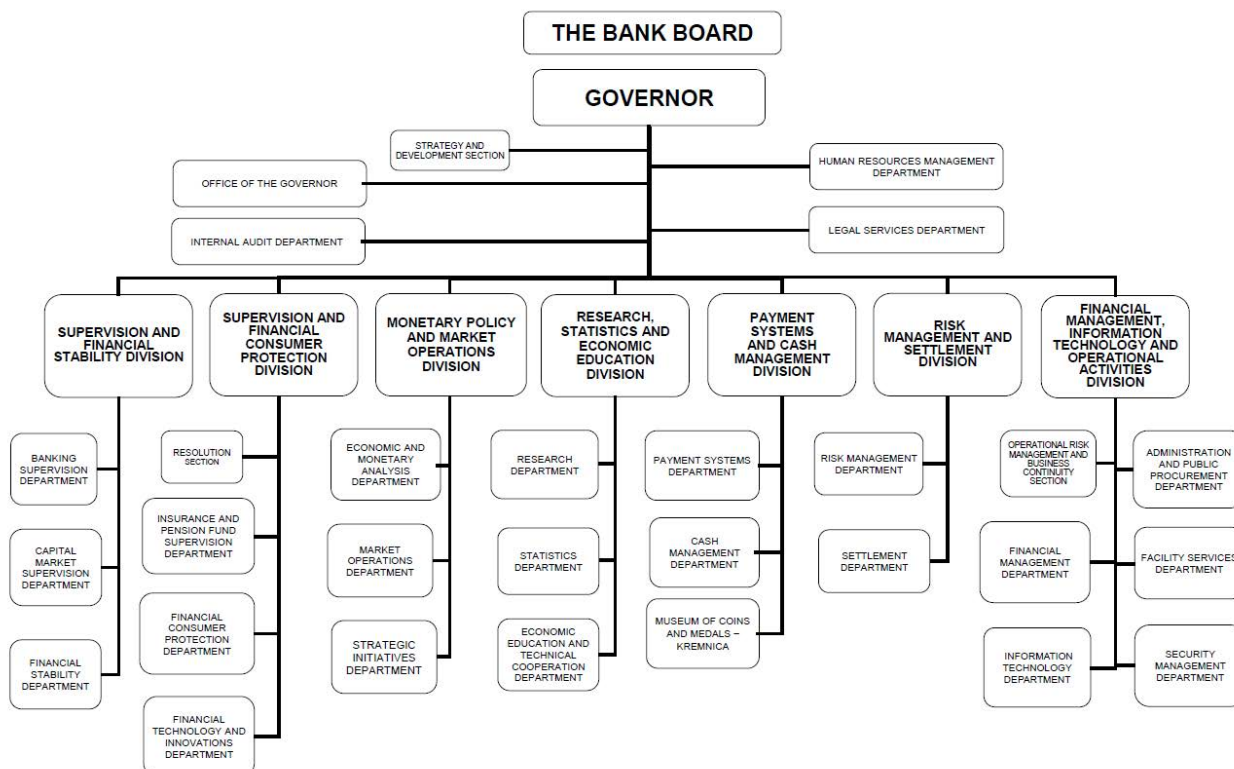 THE BANK BOARD
GOVERNOR
STRATEGY AND
DEVELOPMENT SECTION
HUMAN RESOURCES MANAGEMENT
DEPARTMENT
OFFICE OF THE GOVERNOR
INTERNAL AUDIT DEPARTMENT
LEGAL SERVICES DEPARTMENT
SUPERVISION AND
FINANCIAL
STABILITY DIVISION
SUPERVISION AND
FINANCIAL
CONSUMER
PROTECTION
DIVISION
MONETARY POLICY
AND MARKET
OPERATIONS
DIVISION
RESEARCH,
STATISTICS AND
ECONOMIC
EDUCATION
DIVISION
PAYMENT
SYSTEMS
AND CASH
MANAGEMENT
DIVISION
RISK
MANAGEMENT
AND SETTLEMENT
DIVISION
FINANCIAL
MANAGEMENT,
INFORMATION
TECHNOLOGY AND
OPERATIONAL
ACTIVITIES
DIVISION
BANKING
SUPERVISION
DEPARTMENT
CAPITAL
MARKET
SUPERVISION
DEPARTMENT
FINANCIAL
STABILITY
DEPARTMENT
RESOLUTION
SECTION
INSURANCE AND
PENSION FUND
SUPERVISION
DEPARTMENT
FINANCIAL
CONSUMER
PROTECTION
DEPARTMENT
FINANCIAL
TECHNOLOGY AND
INNOVATIONS
DEPARTMENT
ECONOMIC AND
MONETARY
ANALYSIS
DEPARTMENT
MARKET
OPERATIONS
DEPARTMENT
STRATEGIC
INITIATIVES
DEPARTMENT
RESEARCH
DEPARTMENT
STATISTICS
DEPARTMENT
ECONOMIC
EDUCATION AND
TECHNICAL
COOPERATION
DEPARTMENT
PAYMENT SYSTEMS
DEPARTMENT
CASH
MANAGEMENT
DEPARTMENT
MUSEUM OF COINS
AND MEDALS –
KREMNICA
RISK MANAGEMENT
DEPARTMENT
SETTLEMENT
DEPARTMENT
OPERATIONAL RISK
MANAGEMENT AND
BUSINESS
CONTINUITY
SECTION
FINANCIAL
MANAGEMENT
DEPARTMENT
INFORMATION
TECHNOLOGY
DEPARTMENT
ADMINISTRATION
AND PUBLIC
PROCUREMENT
DEPARTMENT
FACILITY SERVICES
DEPARTMENT
SECURITY
MANAGEMENT
DEPARTMENT